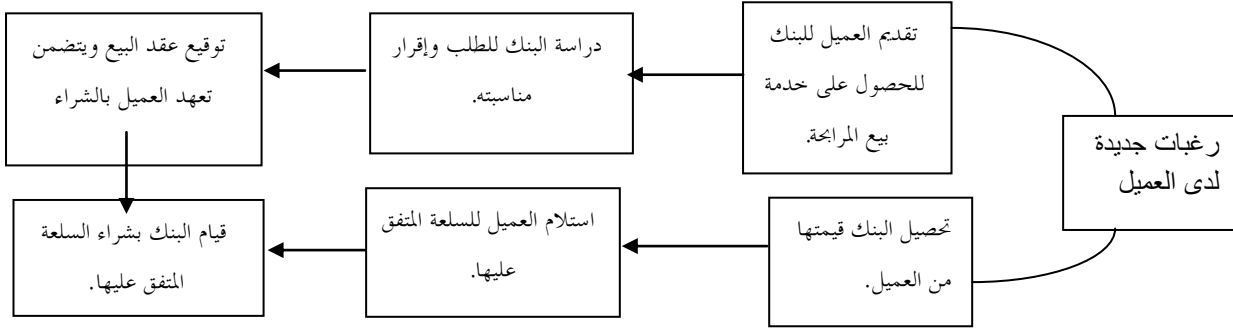 تقديم العميل للبنك
للحصول على خدمة
بيع المرابحة.
دراسة البنك للطلب وإقرار
مناسبته.
توقيع عقد البيع ويتضمن
تعهد العميل بالشراء
رغبات جديدة
لدى العميل
تحصيل البنك قيمتها
من العميل.
استلام العميل للسلعة المتفق
عليها.
قيام البنك بشراء السلعة
المتفق عليها.